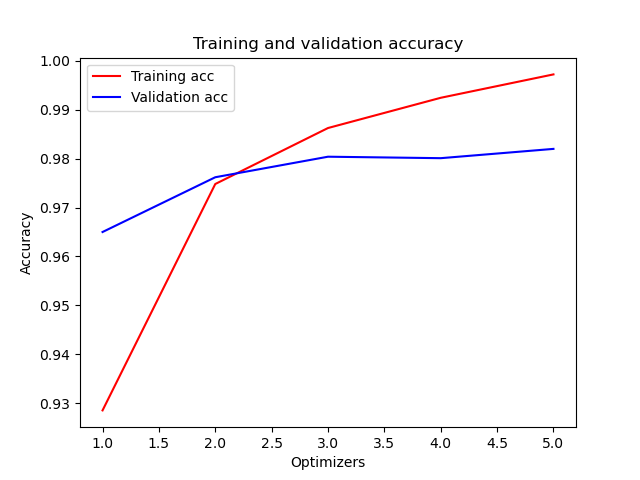 Training and validation accuracy
1.00
Training acc
Validation acc
0.99
0.98
0.97
0.96
0.95
0.94
0.93
Accuracy
1.0 1.5 2.0 2.5 3.0 3.5 4.0 4.5 5.0
Optimizers